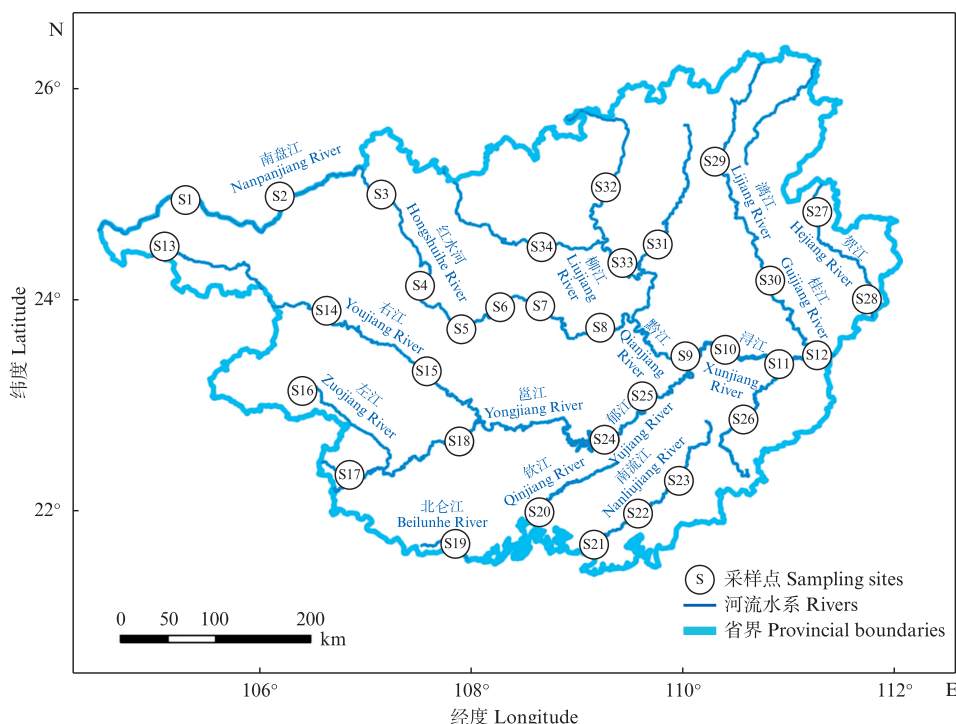 N
26°
24°
22°
纬度 Latitude
南盘江
Nanpanjiang River
S1
S2
S3
S13
红水河
Hongshuihe River
S4
S5
S6
S7
S8
S32
S34
S33
S31
柳江
Liujiang
River
S29
漓江
Lijiang River
S27
贺江
Hejiang River
S28
S30
桂江
Guijiang River
S14
右江
Youjiang River
S15
黔江
Qianjiang
River
S9
S10
浔江
Xunjiang
River
S11
S12
S16
左江
Zuojiang River
S17
S18
邕江
Yongjiang River
S24
S25
郁江
Yujiang River
S26
钦江
Qinjiang River
S20
南流江
Nanliujiang River
S23
S22
S21
北仑江
Beilunhe River
S19
S 采样点 Sampling sites
河流水系 Rivers
省界 Provincial boundaries
0 50 100 200
km
106° 108° 110° 112° E
经度 Longitude